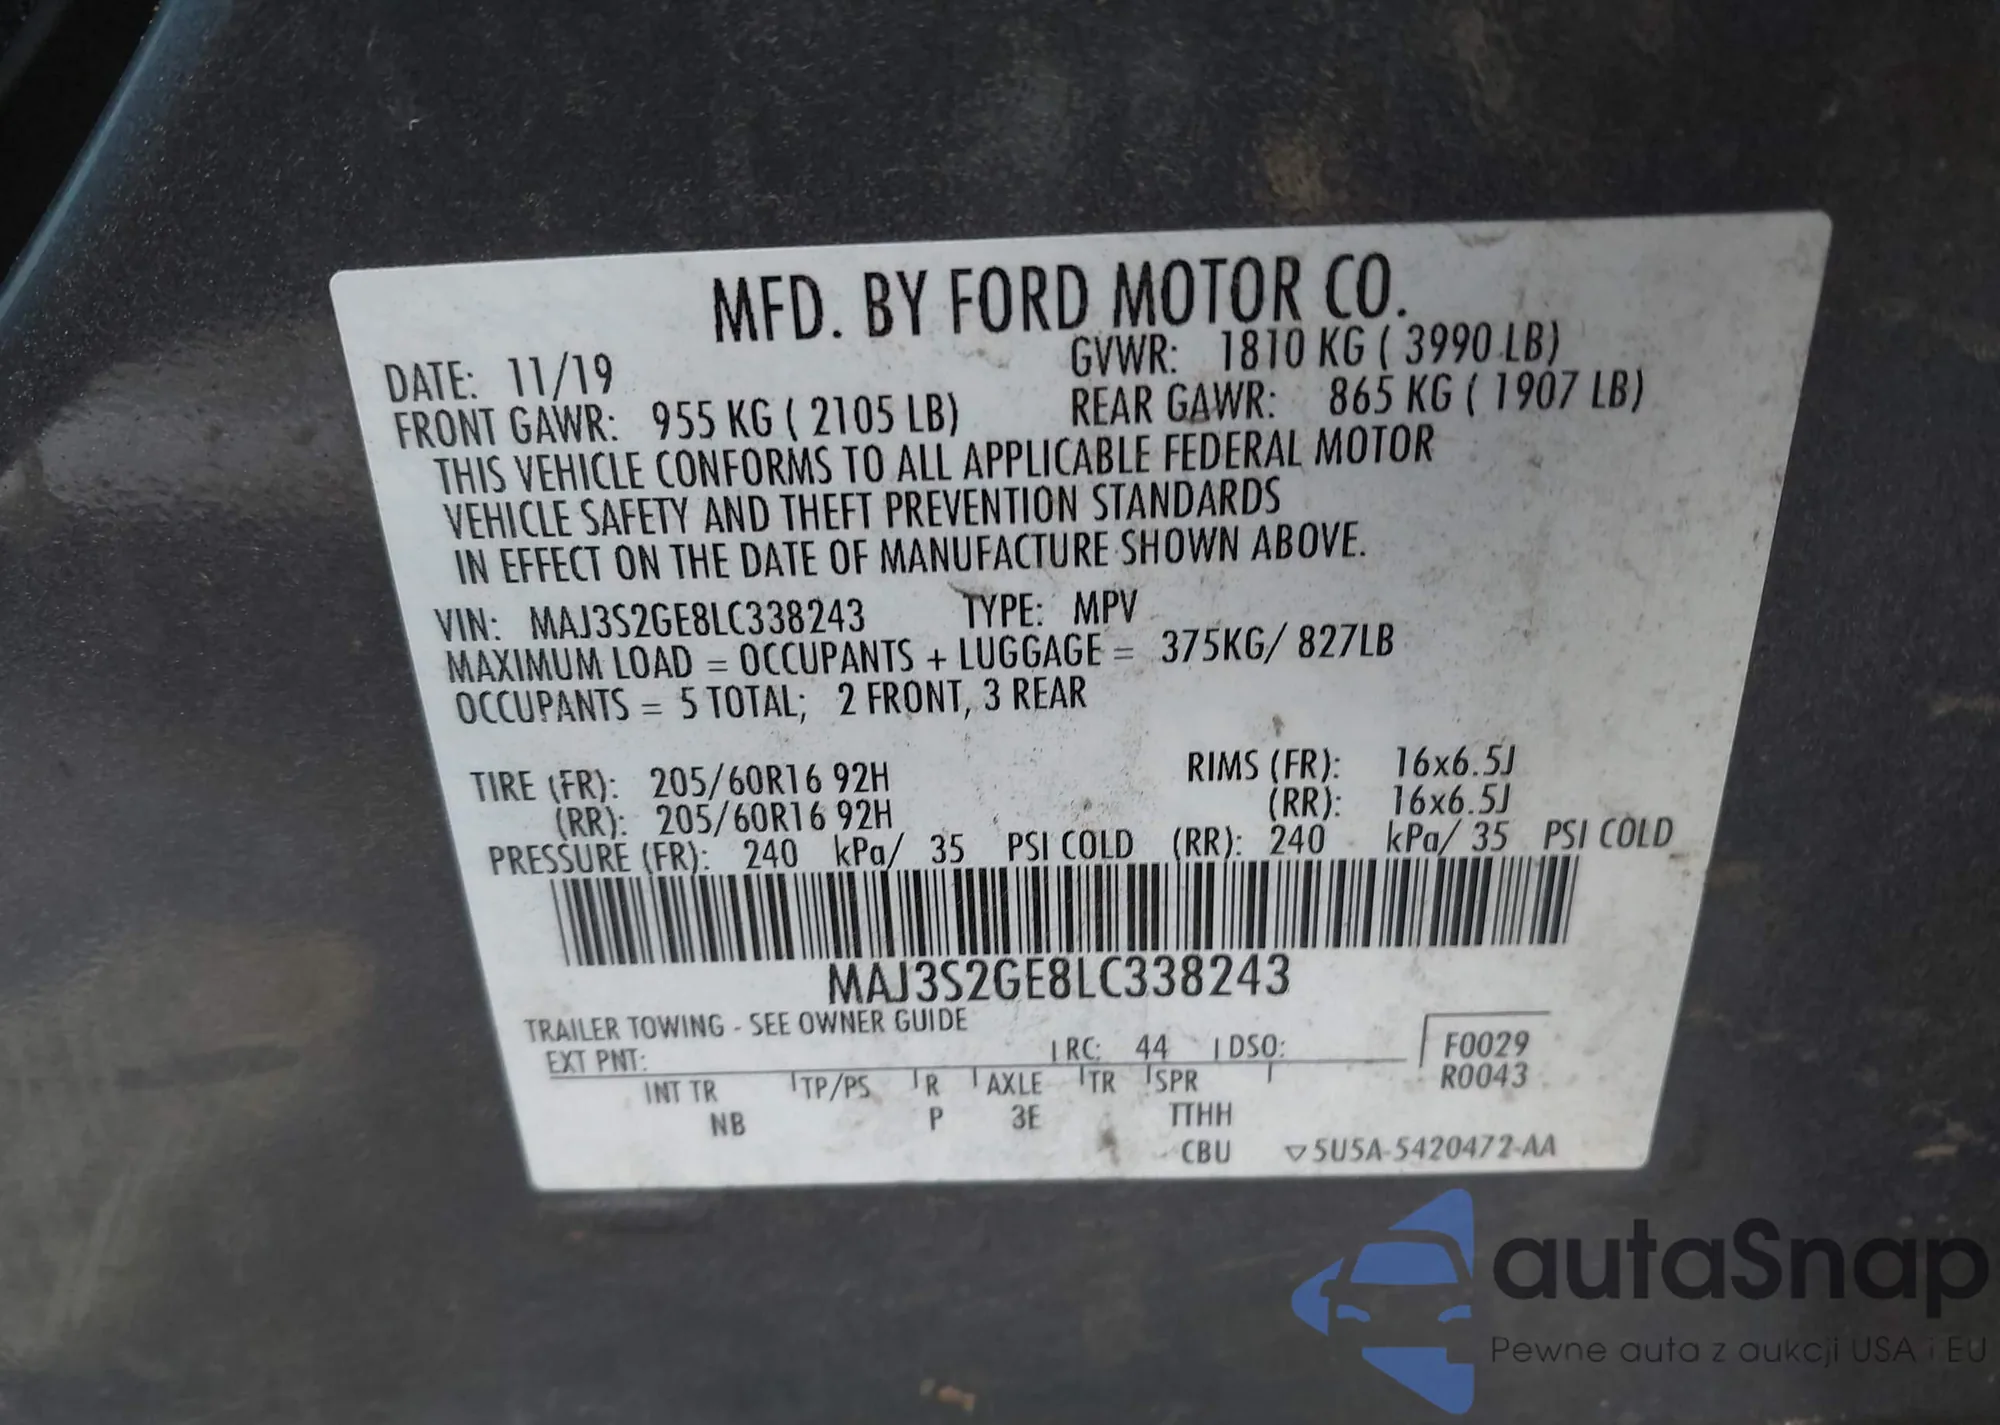 MFD. BY FORD MOTOR CO.
DATE: 11/19 GVWR: 1810 KG ( 3990 LB)
FRONT GAWR: 955 KG ( 2105 LB) REAR GAWR: 865 KG ( 1907 LB)
THIS VEHICLE CONFORMS TO ALL APPLICABLE FEDERAL MOTOR
VEHICLE SAFETY AND THEFT PREVENTION STANDARDS
IN EFFECT ON THE DATE OF MANUFACTURE SHOWN ABOVE.
VIN: MAJ3S2GE8LC338243 TYPE: MPV
MAXIMUM LOAD = OCCUPANTS + LUGGAGE = 375KG/ 827LB
OCCUPANTS = 5 TOTAL; 2 FRONT, 3 REAR
TIRE (FR): 205/60R16 92H RIMS (FR): 16x6.5J
(RR): 205/60R16 92H (RR): 16x6.5J
PRESSURE (FR): 240 kPa/ 35 PSI COLD (RR): 240 kPa/ 35 PSI COLD
MAJ3S2GE8LC338243
TRAILER TOWING - SEE OWNER GUIDE
EXT PNT: RC: 44 DSO: F0029
R0043
INT TR TP/PS R AXLE TR SPR
NB P 3E TTHH
CBU ▽5U5A-5420472-AA
autaSnap
Pewne auta z aukcji USA i EU